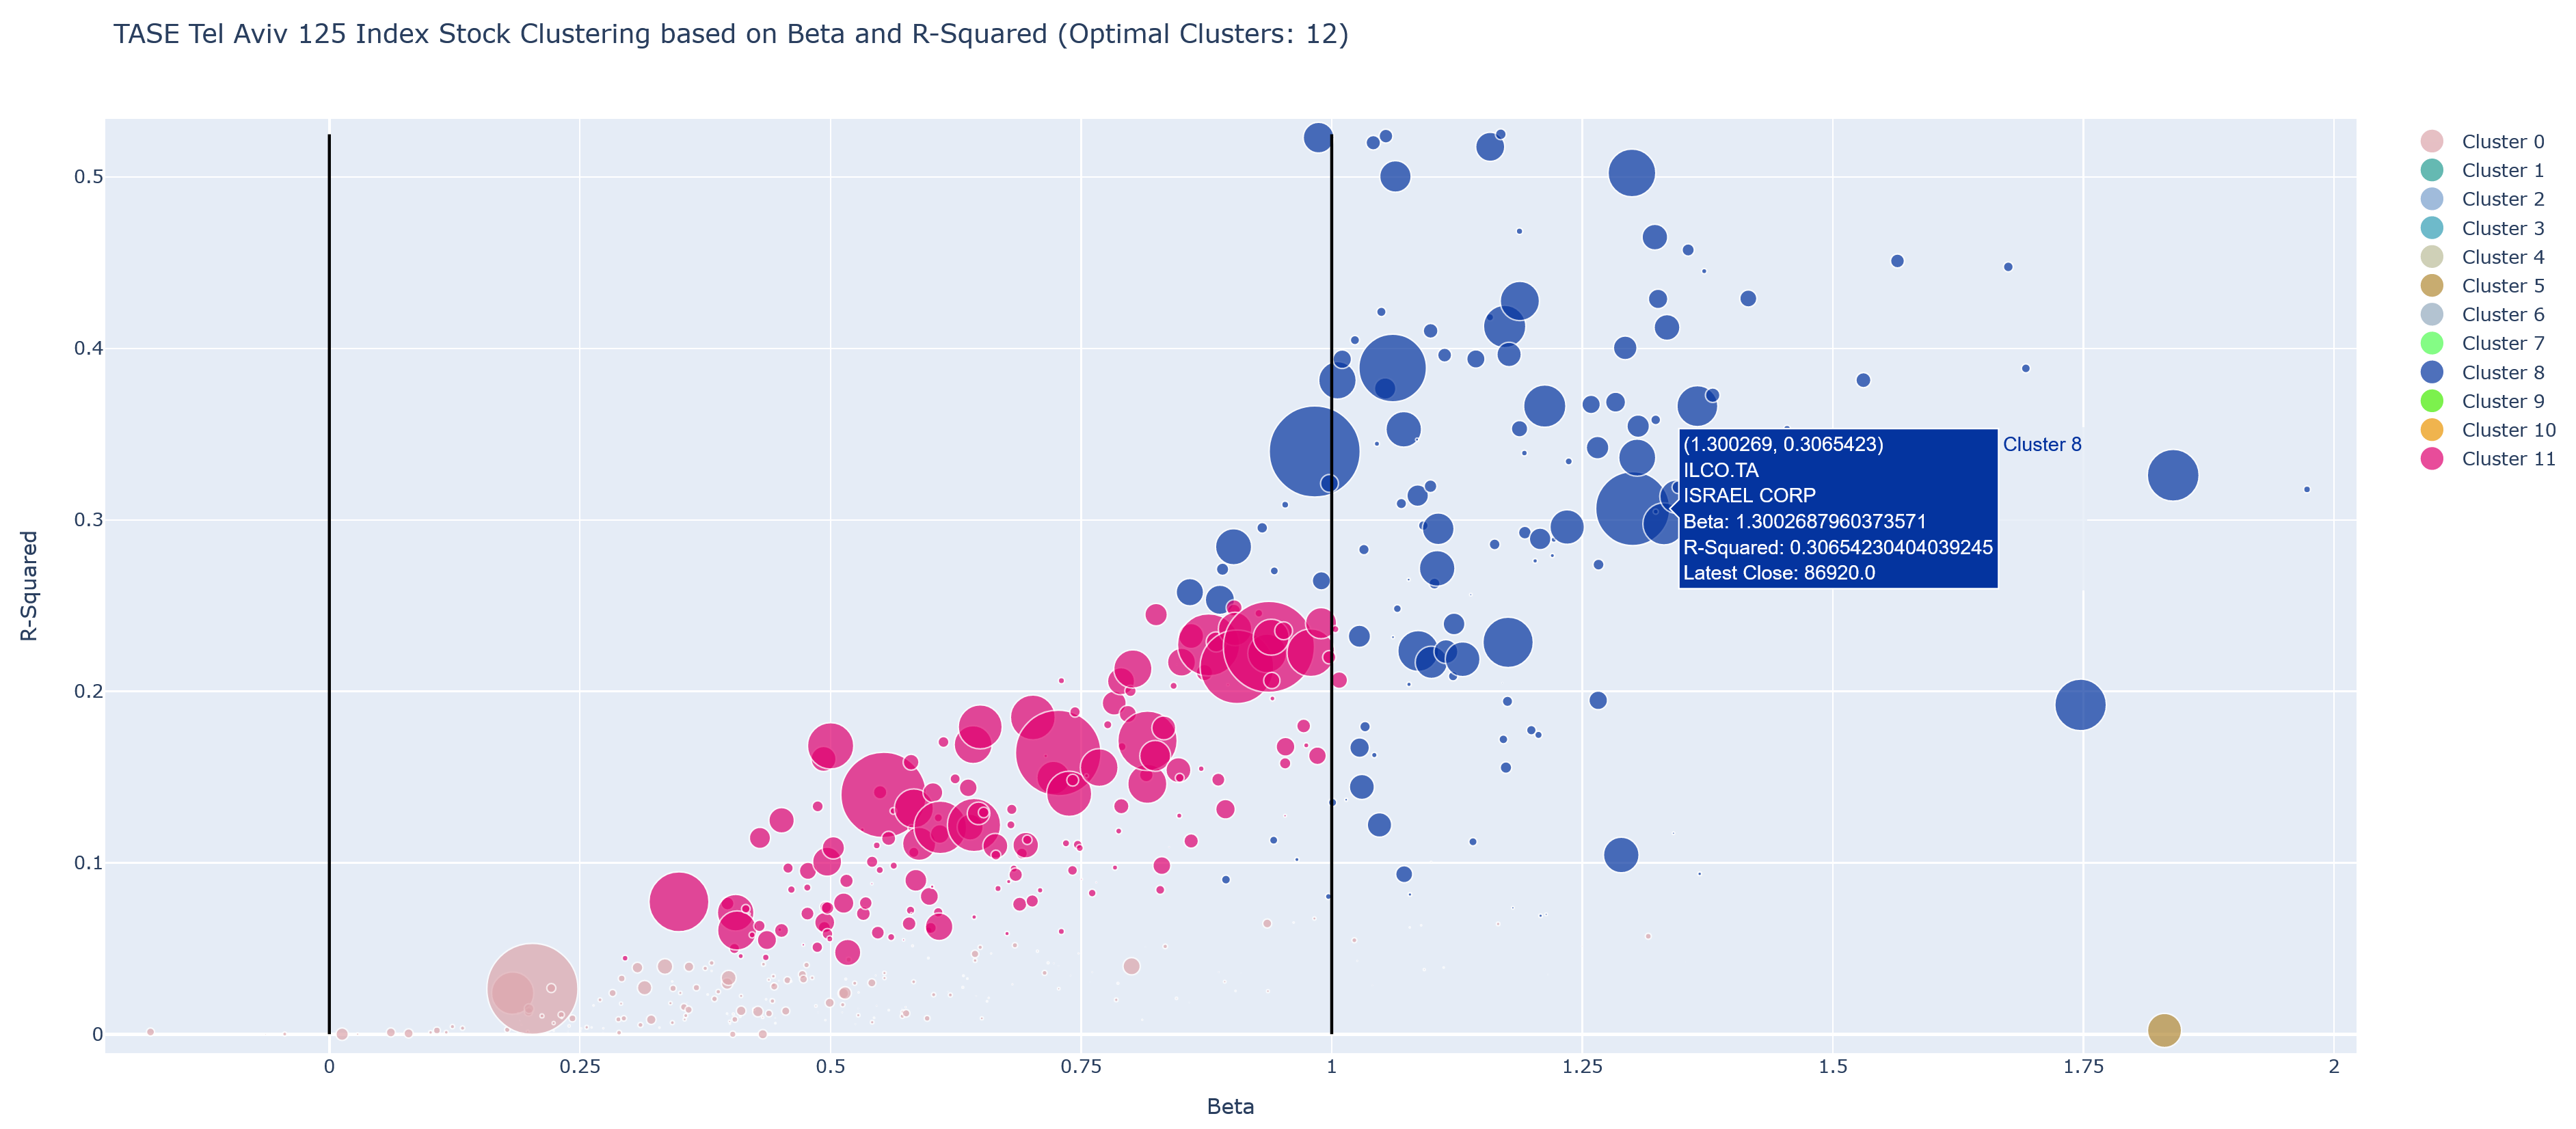 TASE Tel Aviv 125 Index Stock Clustering based on Beta and R-Squared (Optimal Clusters: 12)
Cluster 0
Cluster 1
Cluster 2
Cluster 3
Cluster 4
Cluster 5
Cluster 6
Cluster 7
Cluster 8
Cluster 9
Cluster 10
Cluster 11
R-Squared
0.5
0.4
0.3
0.2
0.1
0
(1.300269, 0.3065423)
Cluster 8
ILCO.TA
ISRAEL CORP
Beta: 1.3002687960373571
R-Squared: 0.30654230404039245
Latest Close: 86920.0
0
0.25
0.5
0.75
1
1.25
1.5
1.75
2
Beta